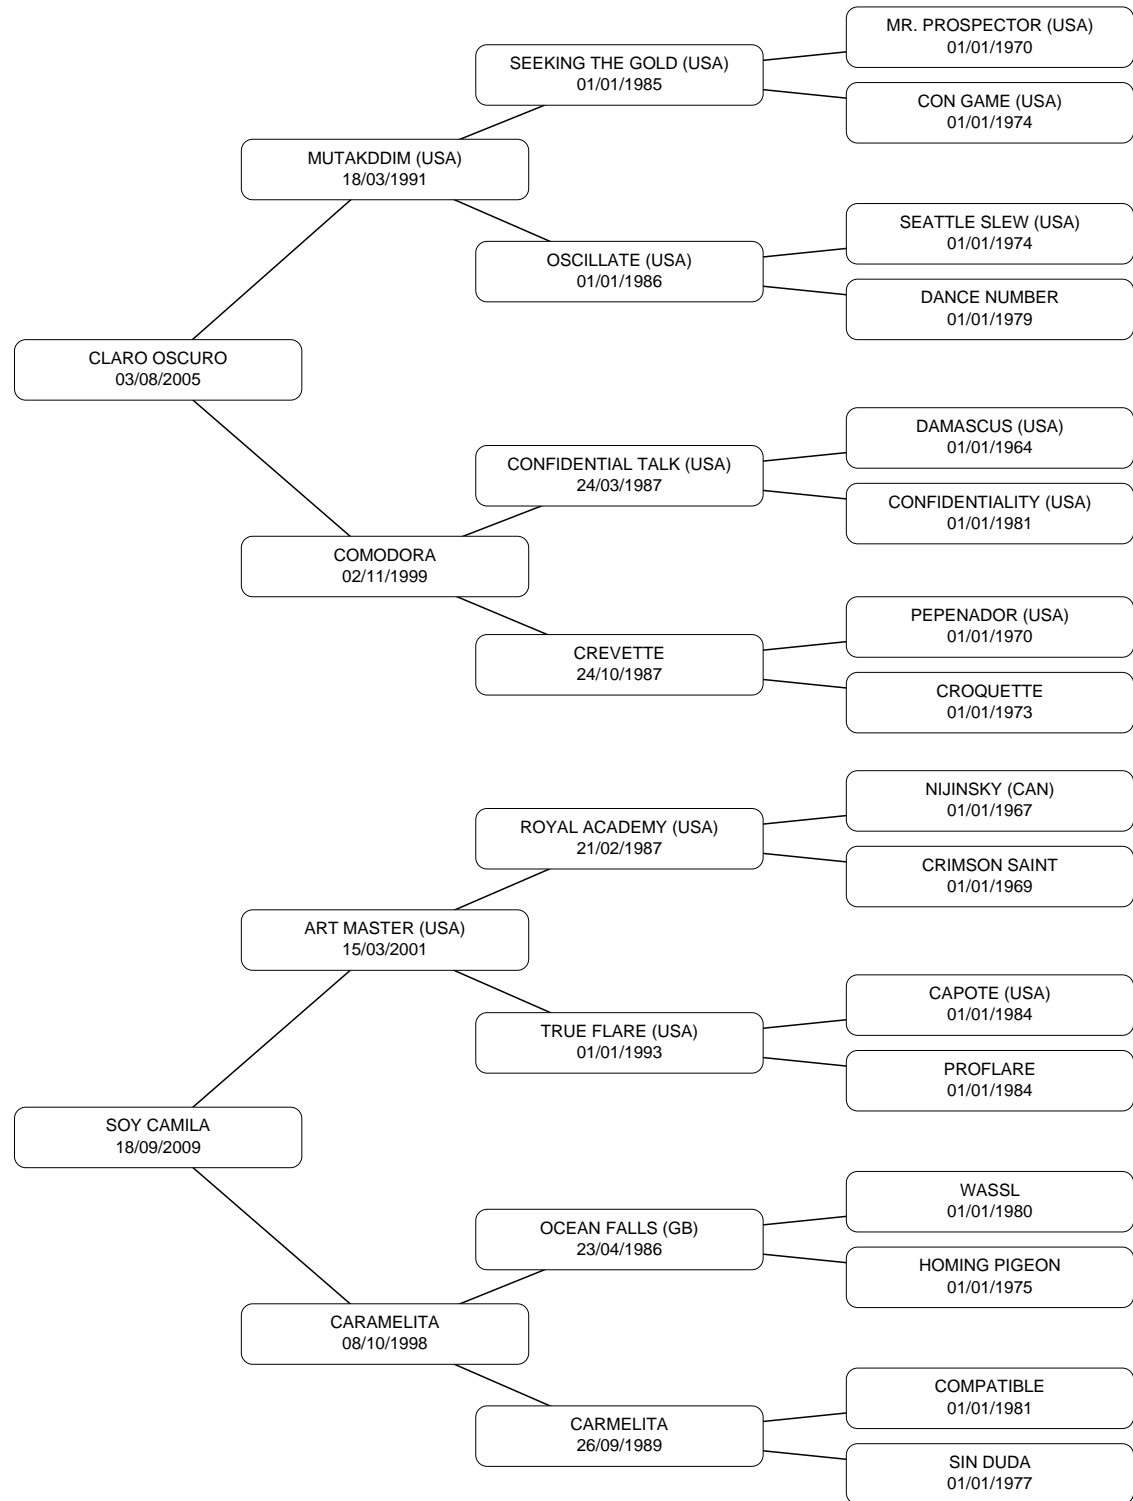 MR. PROSPECTOR (USA)
01/01/1970
SEEKING THE GOLD (USA)
01/01/1985
CON GAME (USA)
01/01/1974
MUTAKDDIM (USA)
18/03/1991
SEATTLE SLEW (USA)
01/01/1974
OSCILLATE (USA)
01/01/1986
DANCE NUMBER
01/01/1979
CLARO OSCURO
03/08/2005
DAMASCUS (USA)
01/01/1964
CONFIDENTIAL TALK (USA)
24/03/1987
CONFIDENTIALITY (USA)
01/01/1981
COMODORA
02/11/1999
PEPENADOR (USA)
01/01/1970
CREVETTE
24/10/1987
CROQUETTE
01/01/1973
NIJINSKY (CAN)
01/01/1967
ROYAL ACADEMY (USA)
21/02/1987
CRIMSON SAINT
01/01/1969
ART MASTER (USA)
15/03/2001
CAPOTE (USA)
01/01/1984
TRUE FLARE (USA)
01/01/1993
PROFLARE
01/01/1984
SOY CAMILA
18/09/2009
WASSL
01/01/1980
OCEAN FALLS (GB)
23/04/1986
HOMING PIGEON
01/01/1975
CARAMELITA
08/10/1998
COMPATIBLE
01/01/1981
CARMELITA
26/09/1989
SIN DUDA
01/01/1977